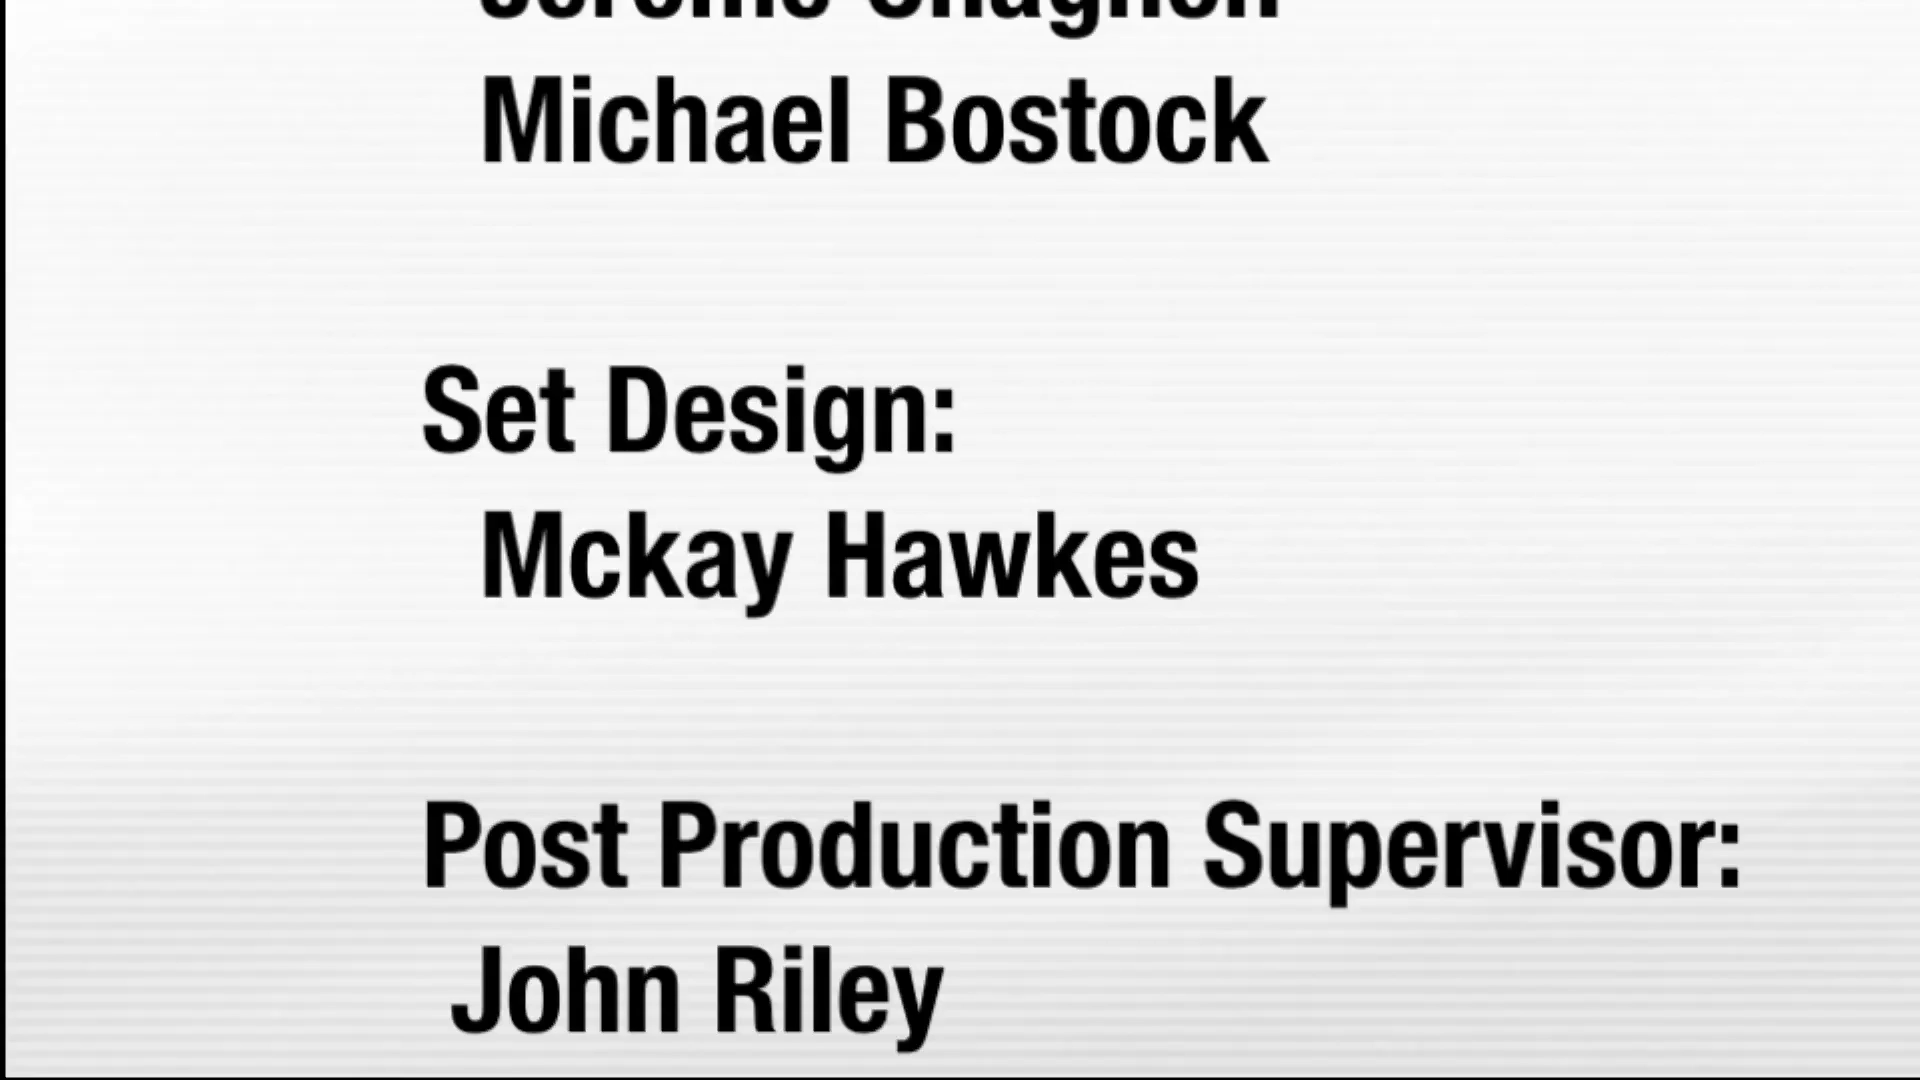 Michael Bostock
Set Design:
Mckay Hawkes
Post Production Supervisor:
John Riley